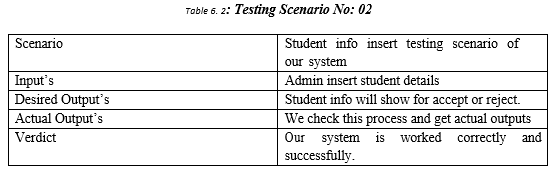 Table 6. 2: Testing Scenario No: 02
Scenario
Student info insert testing scenario of
our system
Input's
Admin insert student details
Desired Output's
Student info will show for accept or reject.
Actual Output's
We check this process and get actual outputs
Verdict
Our system is worked correctly and
successfully.